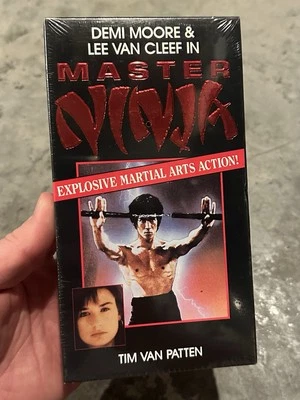 DEMI MOORE &
LEE VAN CLEEF IN
MASTER
NINJA
EXPLOSIVE MARTIAL ARTS ACTION!
TIM VAN PATTEN